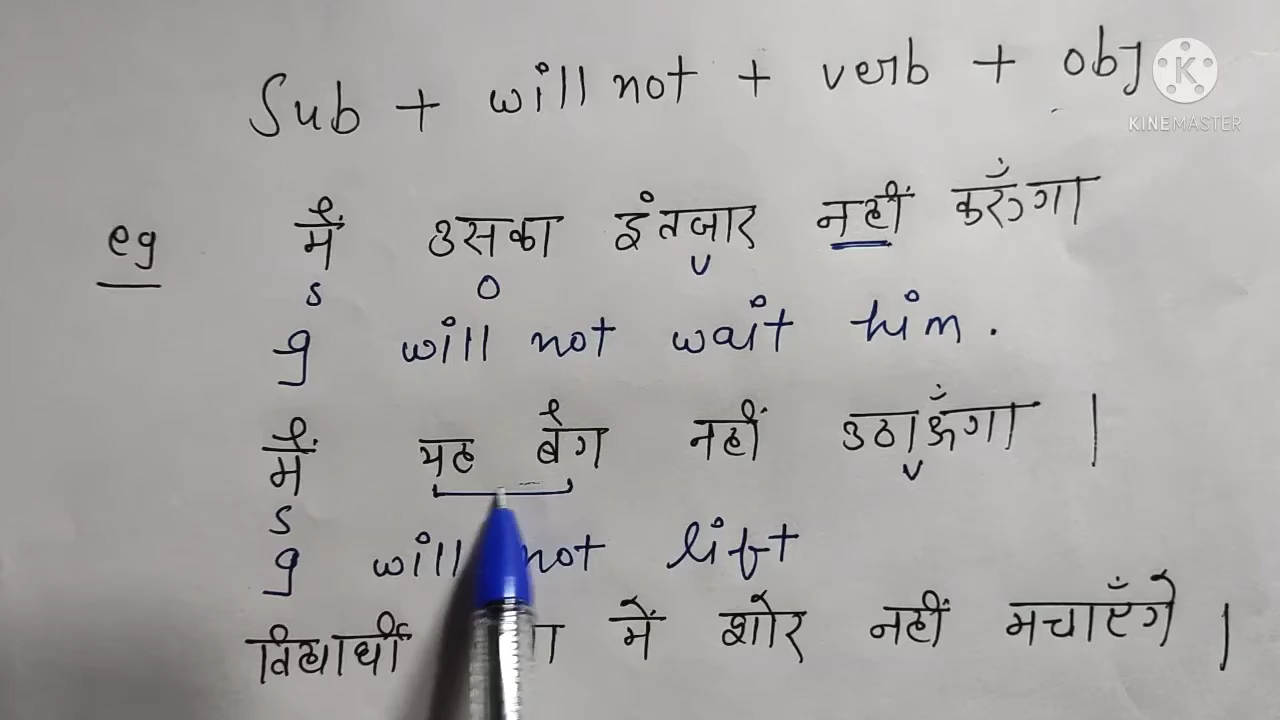 Sub + will not + verb + obj
KINEMASTER
eg मैं उसका इंतजार नहीं करुँगा
s o v
I will not wait him.
मैं यह बैग नहीं उठाऊँगा |
s v
I will not lift
विद्यार्थी में शोर नहीं मचाएँगे |